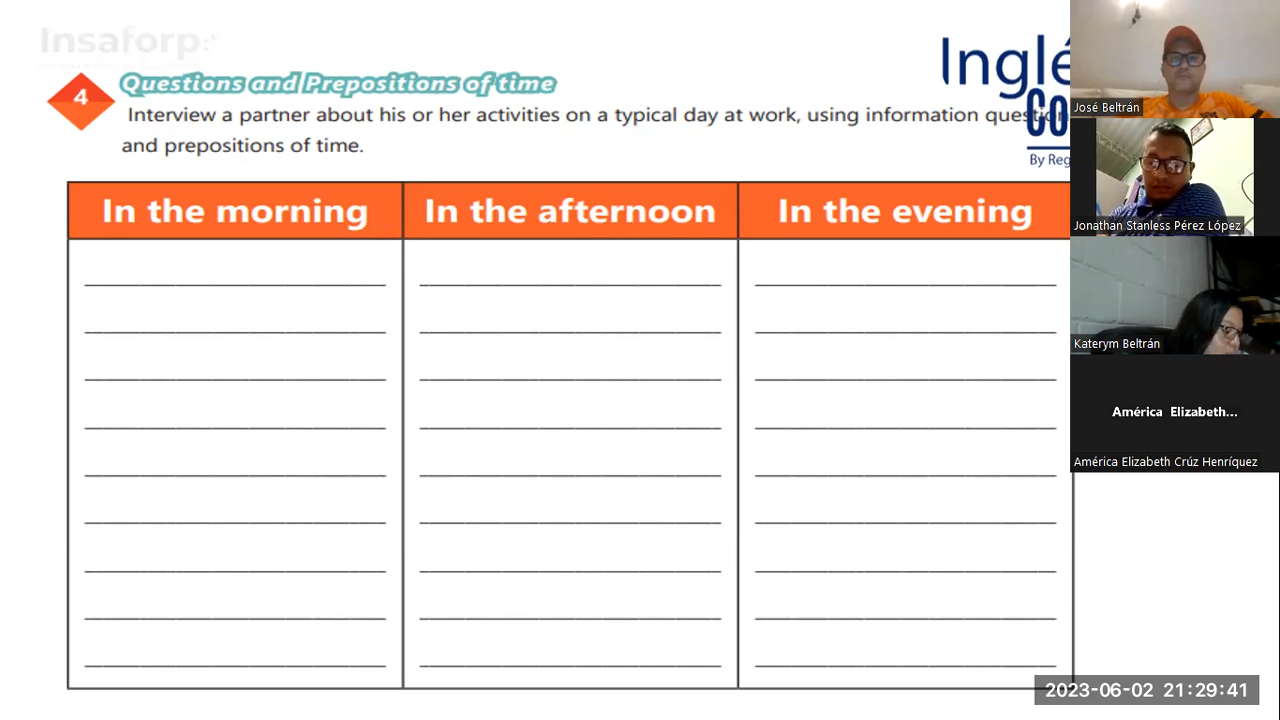 Insaforp
Inglé
CO
By Reg
4
Questions and Prepositions of time
Interview a partner about his or her activities on a typical day at work, using information question
and prepositions of time.
In the morning
In the afternoon
In the evening
José Beltrán
Jonathan Stanless Pérez López
Katerym Beltrán
América Elizabeth...
América Elizabeth Crúz Henríquez
2023-06-02 21:29:41